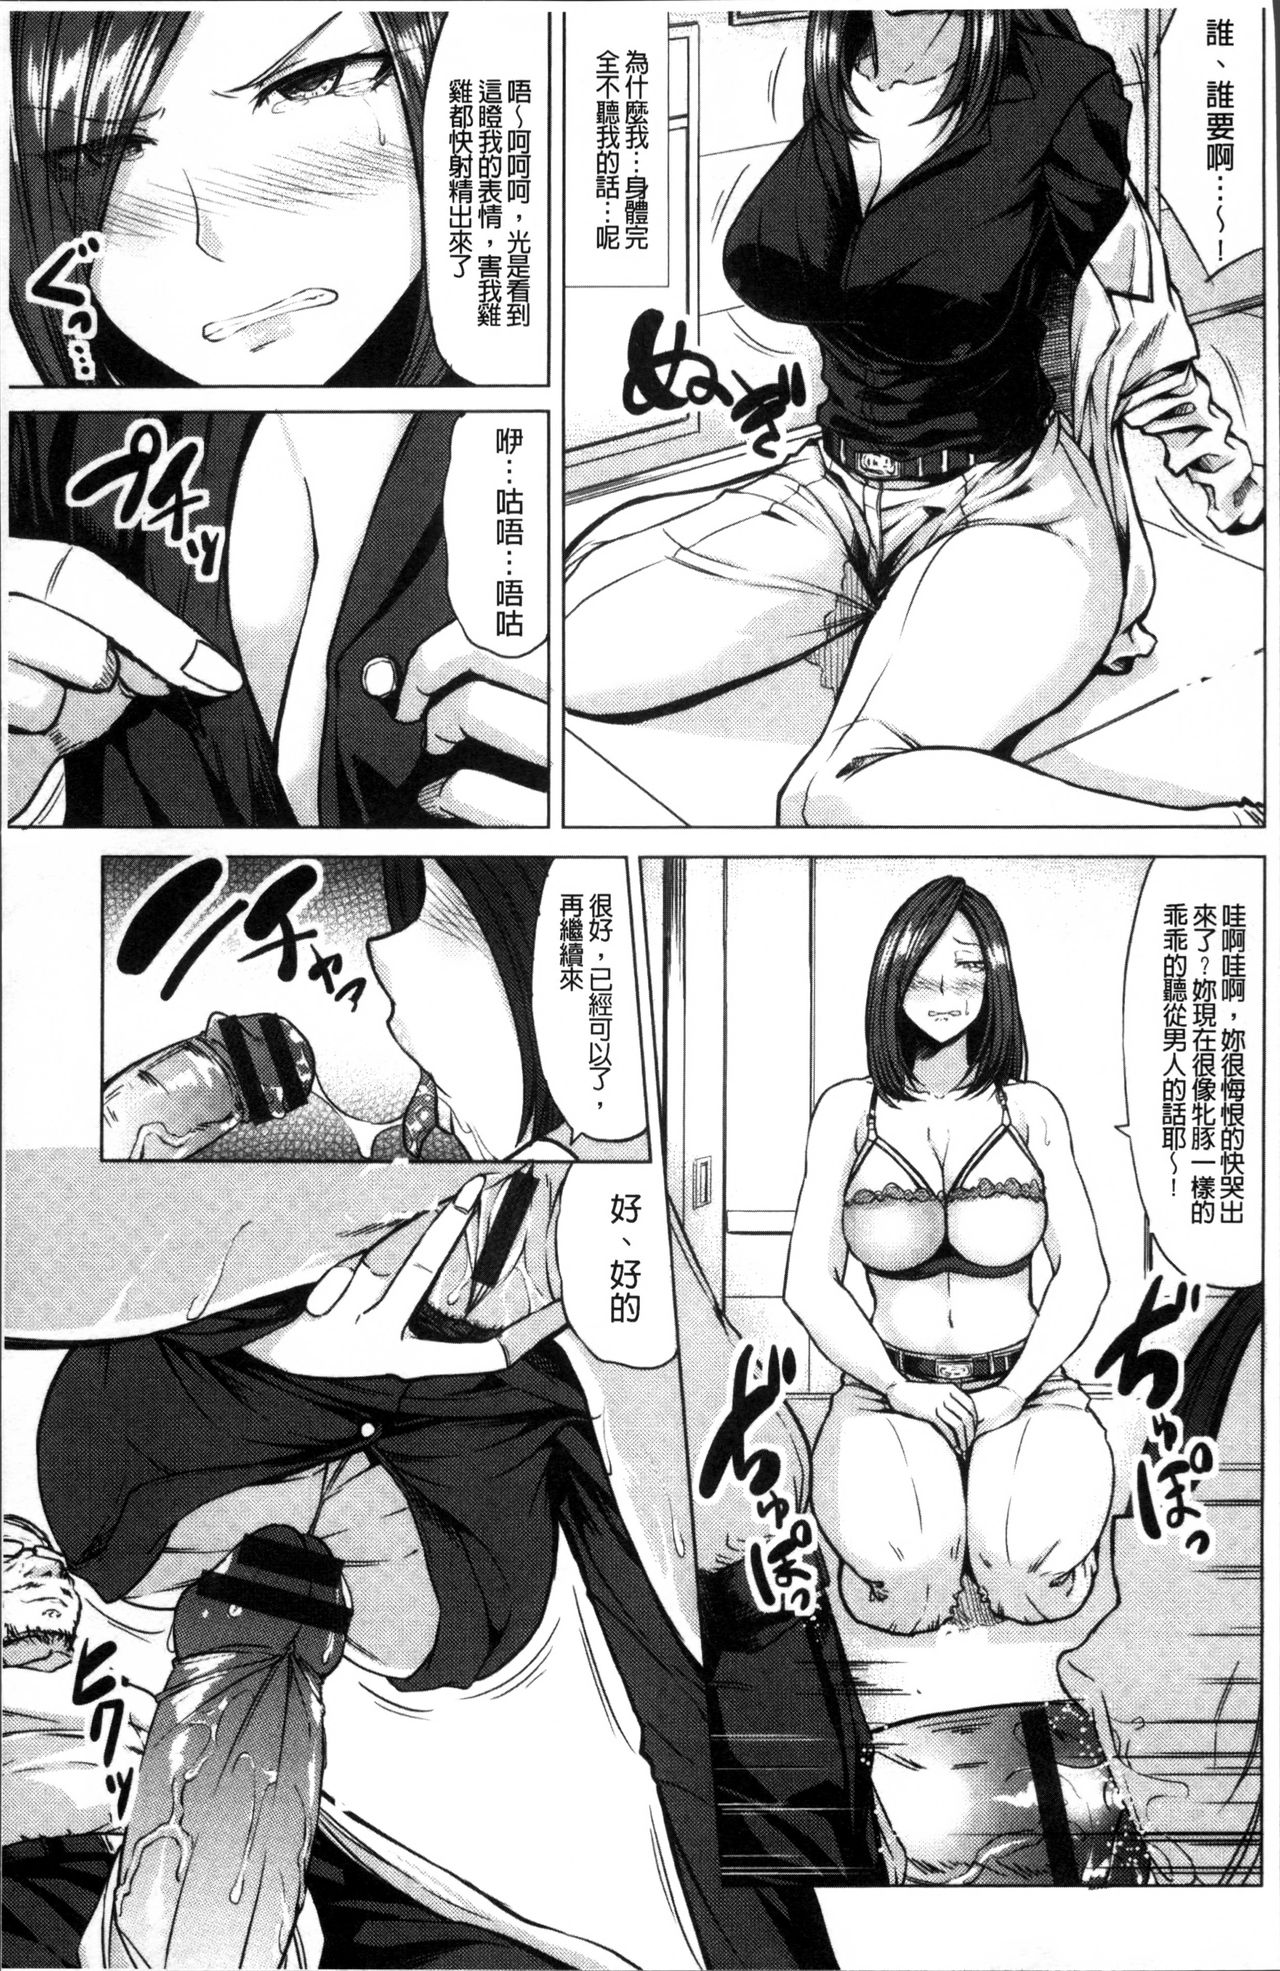 誰、誰要啊…～！
為什麼我…身體完
全不聽我的話…呢
ぬぎ
唔～呵呵呵，光是看到
這瞪我的表情，害我雞
雞都快射精出來了
ぐっ…
咿…咕唔…唔咕
プチッ
哇啊哇啊，妳很悔恨的快哭出
來了？妳現在很像牝豚一樣的
乖乖的聽從男人的話耶～！
ぢゅぽっ
ぢゅぽっ
很好，已經可以了，
再繼續來
ニチャァ
好、好的
ヒクッ